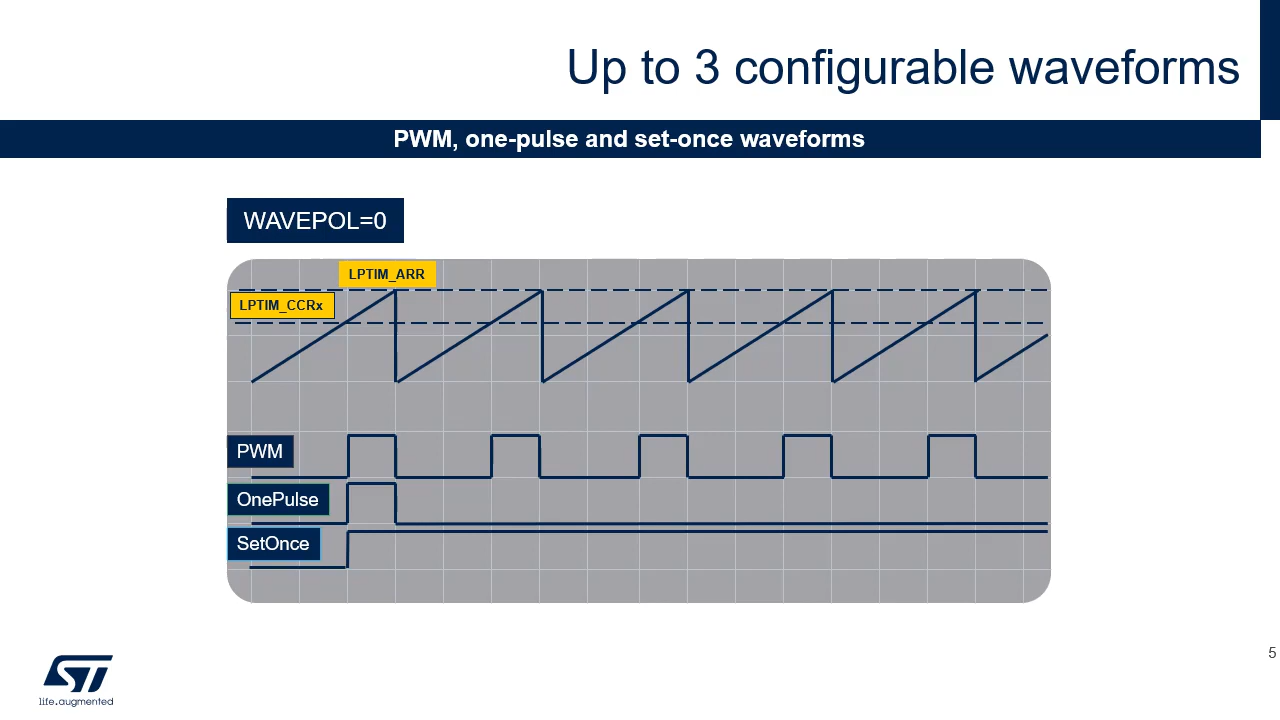 Up to 3 configurable waveforms
PWM, one-pulse and set-once waveforms
WAVEPOL=0
LPTIM_ARR
LPTIM_CCRx
PWM
OnePulse
SetOnce
5
ST
life.augmented